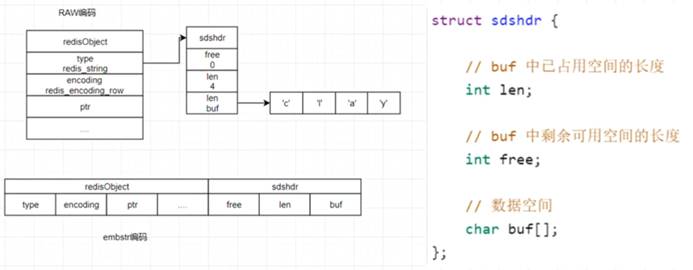 RAW编码
redisObject
type
redis_string
encoding
redis_encoding_row
ptr
....
sdshdr
free
0
len
4
len
buf
'c' 'l' 'a' 'y'
redisObject sdshdr
type encoding ptr .... free len buf
embstr编码
struct sdshdr {
// buf 中已占用空间的长度
int len;
// buf 中剩余可用空间的长度
int free;
// 数据空间
char buf[];
};